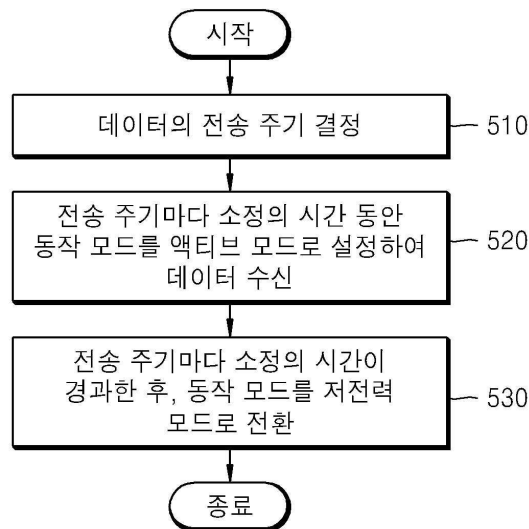 시작
데이터의 전송 주기 결정
510
전송 주기마다 소정의 시간 동안
동작 모드를 액티브 모드로 설정하여
데이터 수신
520
전송 주기마다 소정의 시간이
경과한 후, 동작 모드를 저전력
모드로 전환
530
종료